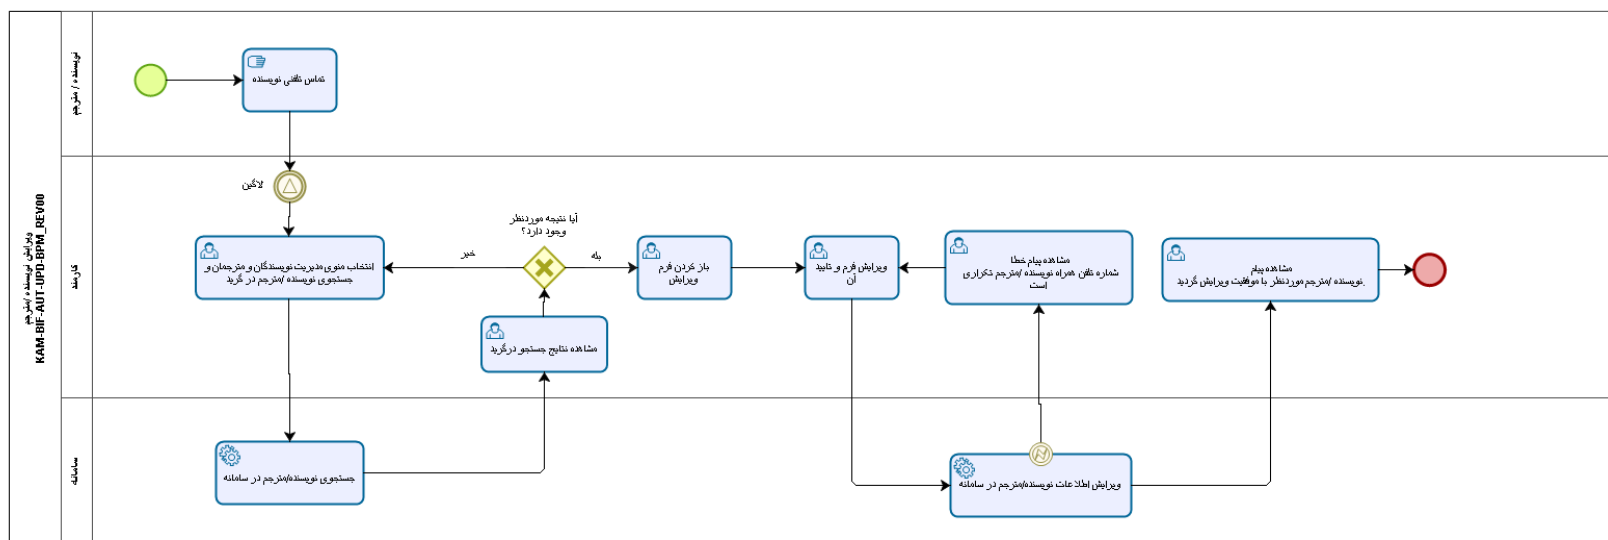 ویرایش نویسنده /مترجم
KAM-BIF-AUT-UPD-BPM_REV00
نویسنده / مترجم
تماس تلفنی نویسنده
کارمند
لاگین
انتخاب منوی مدیریت نویسندگان و مترجمان و
جستجوی نویسنده /مترجم در گرید
خیر
آیا نتیجه موردنظر
وجود دارد؟
بله
مشاهده نتایج جستجو درگرید
باز کردن فرم
ویرایش
ویرایش فرم و تایید
آن
مشاهده پیام خطا
شماره تلفن همراه نویسنده /مترجم تکراری
است
مشاهده پیام
نویسنده /مترجم موردنظر با موفقیت ویرایش گردید.
سامانه
جستجوی نویسنده/مترجم در سامانه
ویرایش اطلاعات نویسنده/مترجم در سامانه